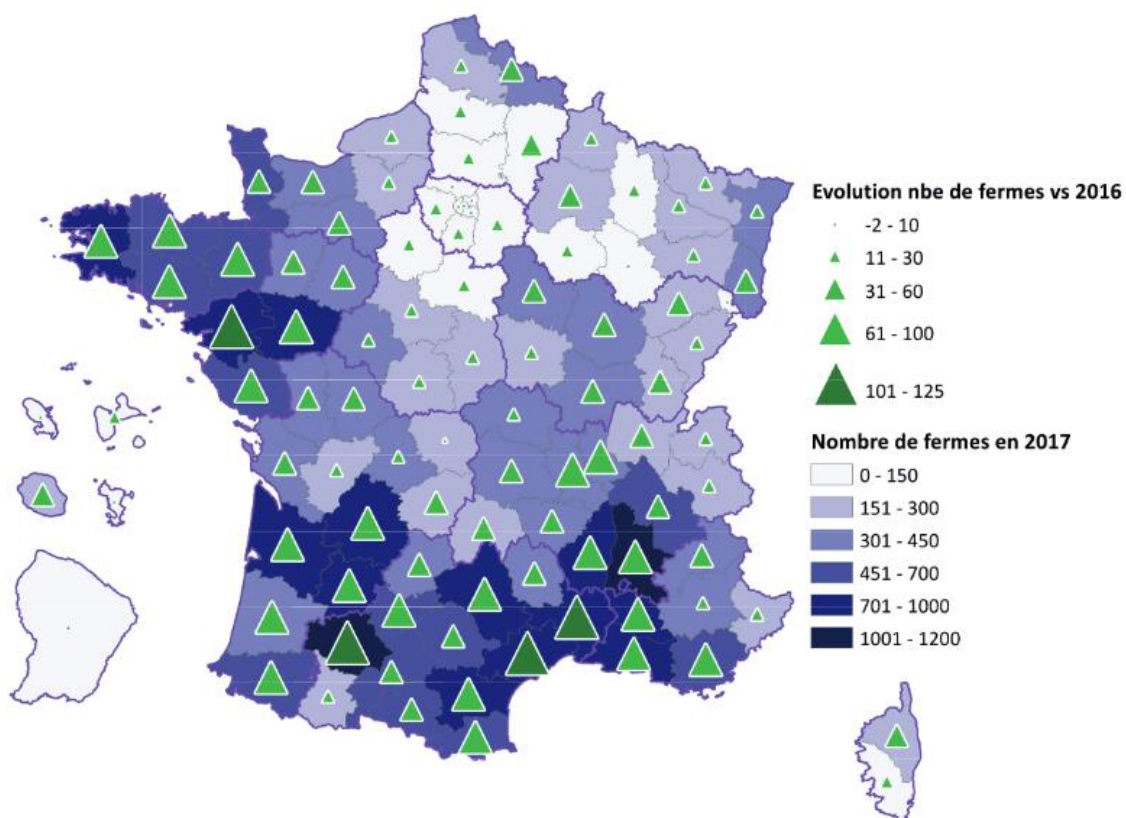 Evolution nbe de fermes vs 2016
-2 - 10
11 - 30
31 - 60
61 - 100
101 - 125
Nombre de fermes en 2017
0 - 150
151 - 300
301 - 450
451 - 700
701 - 1000
1001 - 1200